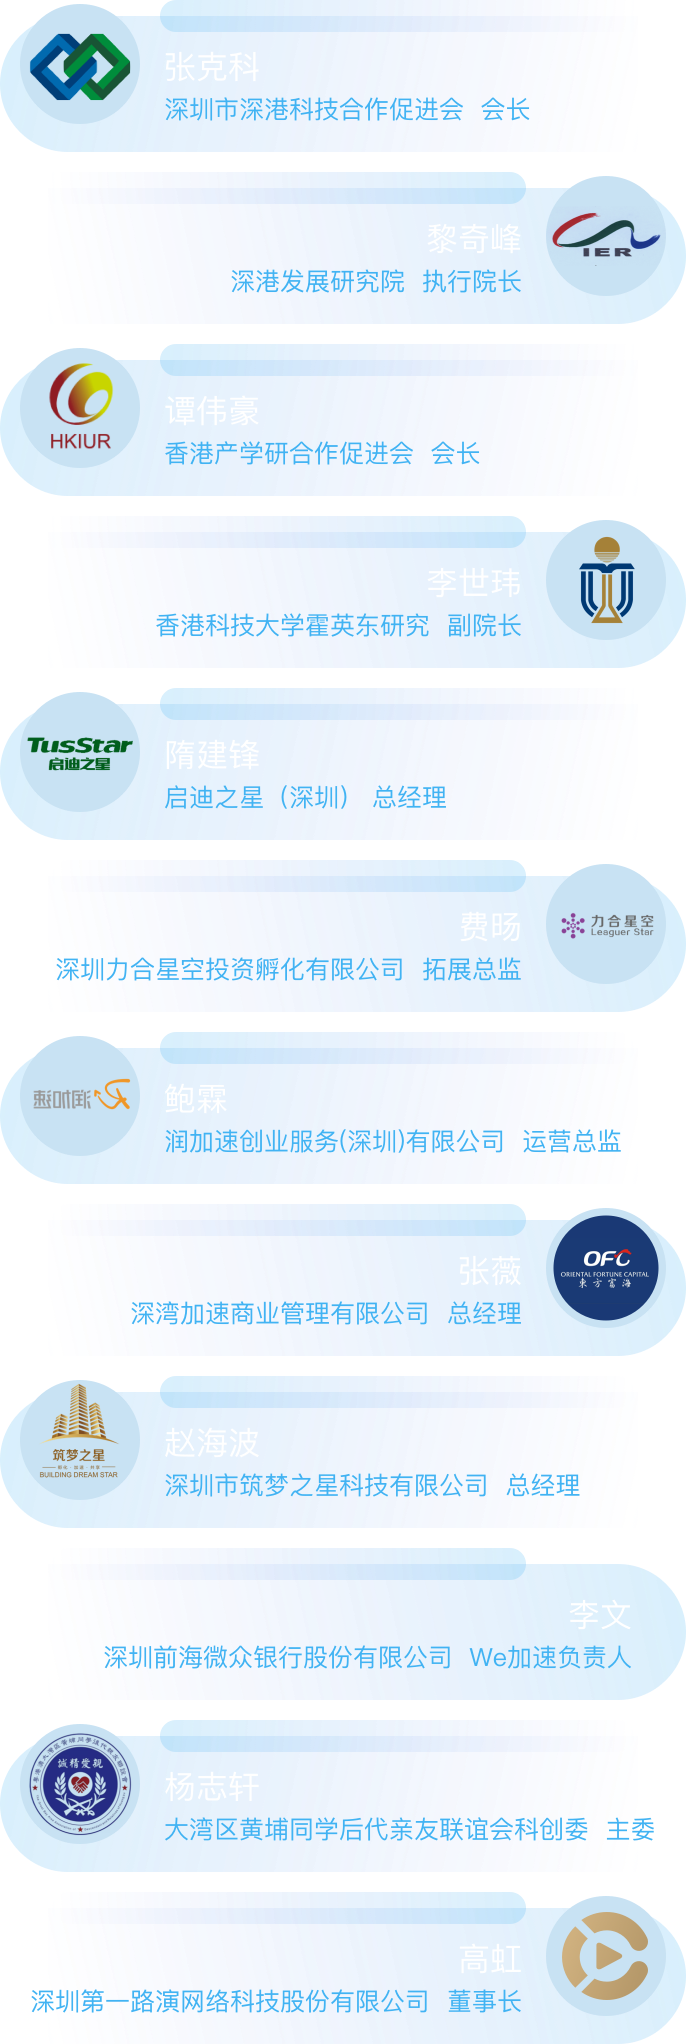 张克科
深圳市深港科技合作促进会 会长
黎奇峰
IER
深港发展研究院 执行院长
HKIUR
谭伟豪
香港产学研合作促进会 会长
李世玮
香港科技大学霍英东研究 副院长
TusStar
启迪之星
隋建锋
启迪之星（深圳） 总经理
费旸
力合星空
Leaguer Star
深圳力合星空投资孵化有限公司 拓展总监
鲍霖
润加速创业服务(深圳)有限公司 运营总监
OFC
ORIENTAL FORTUNE CAPITAL
東方富海
张薇
深湾加速商业管理有限公司 总经理
筑梦之星
BUILDING DREAM STAR
赵海波
深圳市筑梦之星科技有限公司 总经理
李文
深圳前海微众银行股份有限公司 We加速负责人
杨志轩
大湾区黄埔同学后代亲友联谊会科创委 主委
高虹
深圳第一路演网络科技股份有限公司 董事长